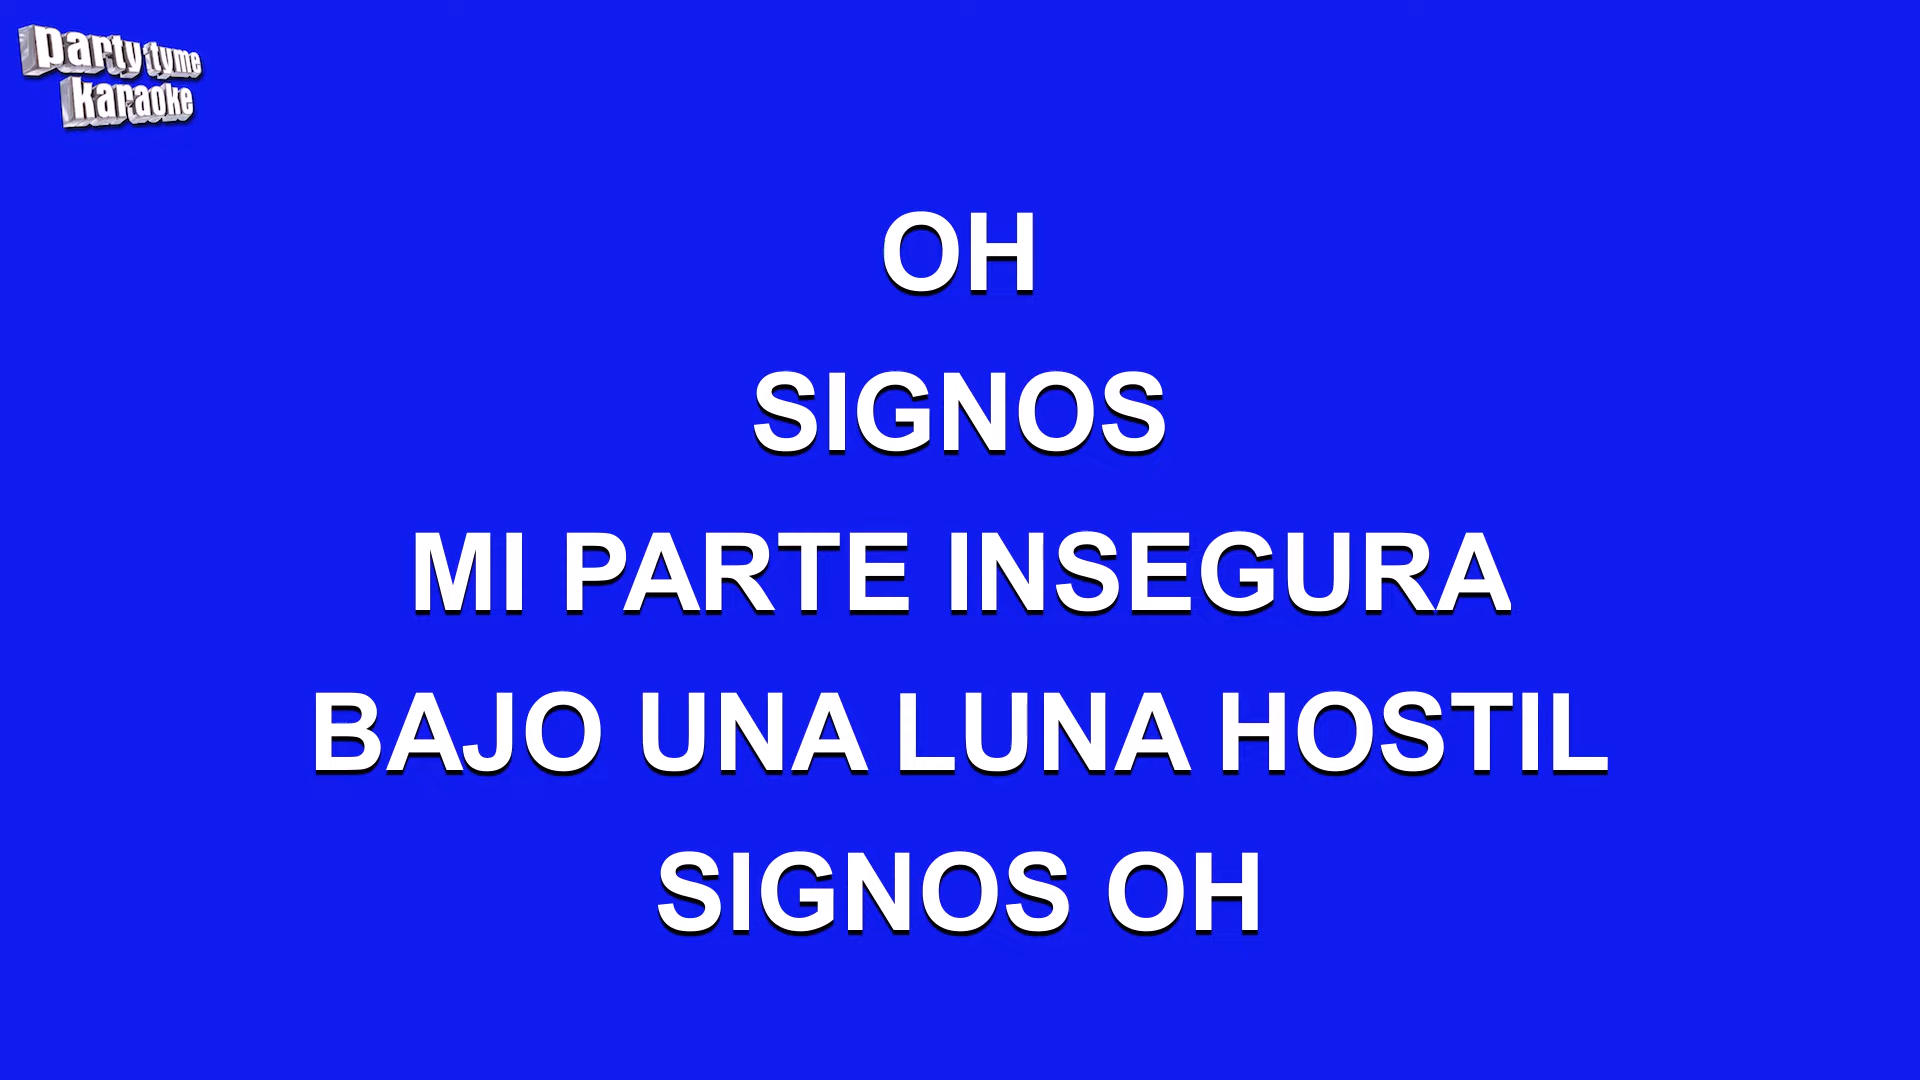 party tyme
karaoke
OH
SIGNOS
MI PARTE INSEGURA
BAJO UNA LUNA HOSTIL
SIGNOS OH